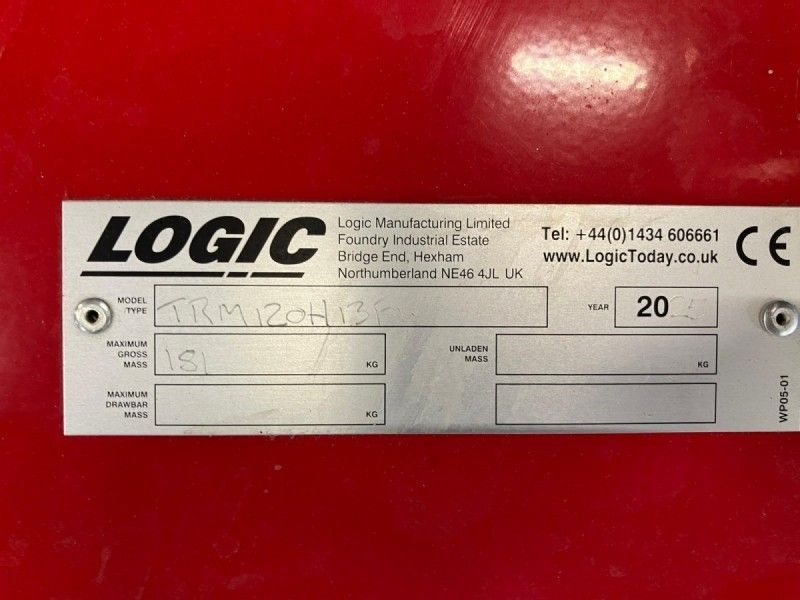 LOGIC
Logic Manufacturing Limited
Foundry Industrial Estate
Bridge End, Hexham
Northumberland NE46 4JL UK
Tel: +44(0)1434 606661
www.LogicToday.co.uk
CE
MODEL
TYPE
YEAR
20
MAXIMUM
GROSS
MASS
181
KG
UNLADEN
MASS
KG
MAXIMUM
DRAWBAR
MASS
KG
WP05-01